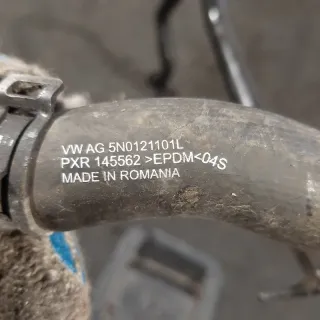 VW AG 5N0121101L
PXR 145562 >EPDM<04S
MADE IN ROMANIA